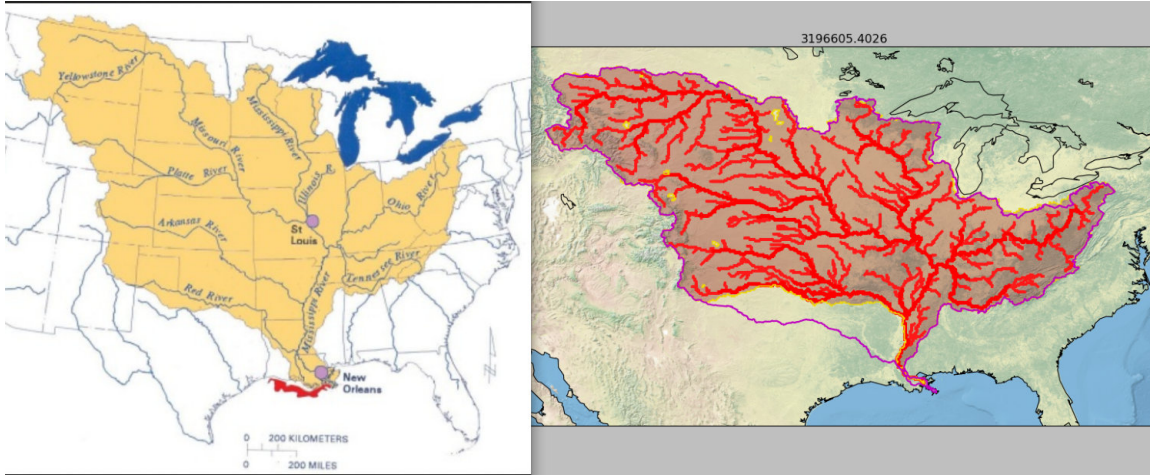 3196605.4026
Yellowstone River
Missouri River
Mississippi River
Platte River
Illinois R
Ohio River
Arkansas River
St
Louis
Tennessee River
Red River
Mississippi River
New
Orleans
0 200 KILOMETERS
0 200 MILES